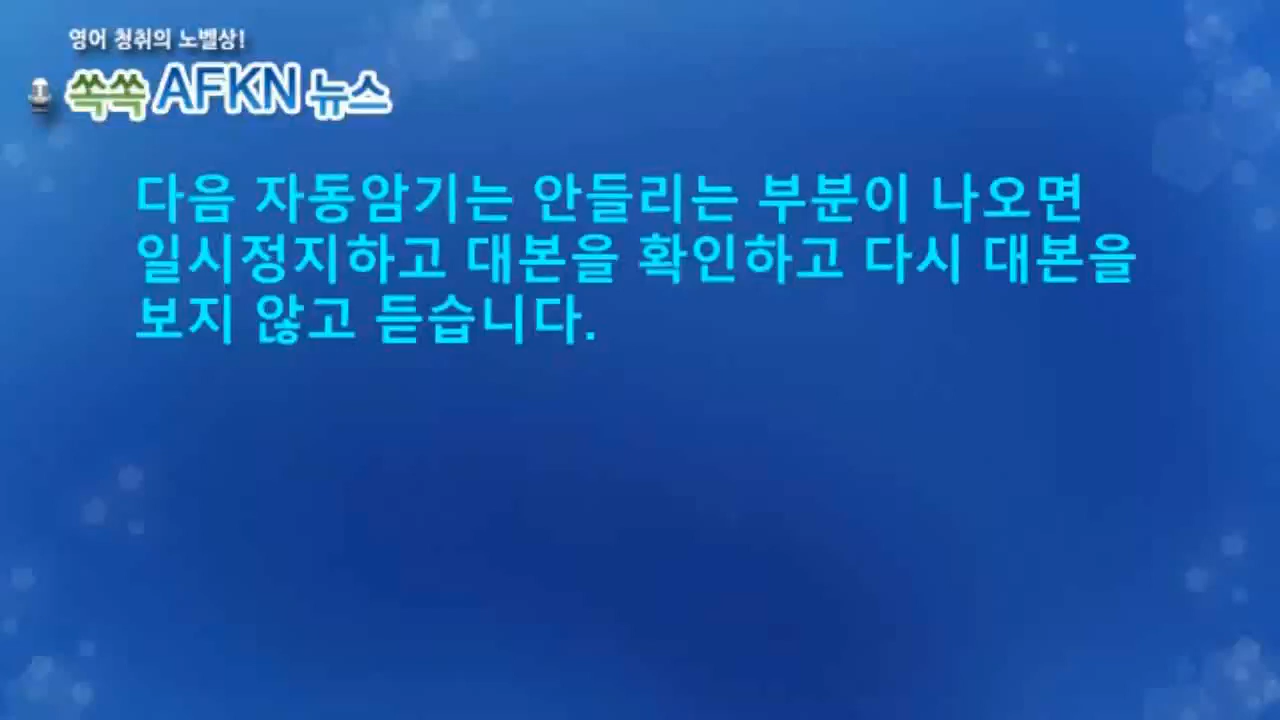 영어 청취의 노벨상!
쏙쏙 AFKN 뉴스
다음 자동암기는 안들리는 부분이 나오면
일시정지하고 대본을 확인하고 다시 대본을
보지 않고 듣습니다.